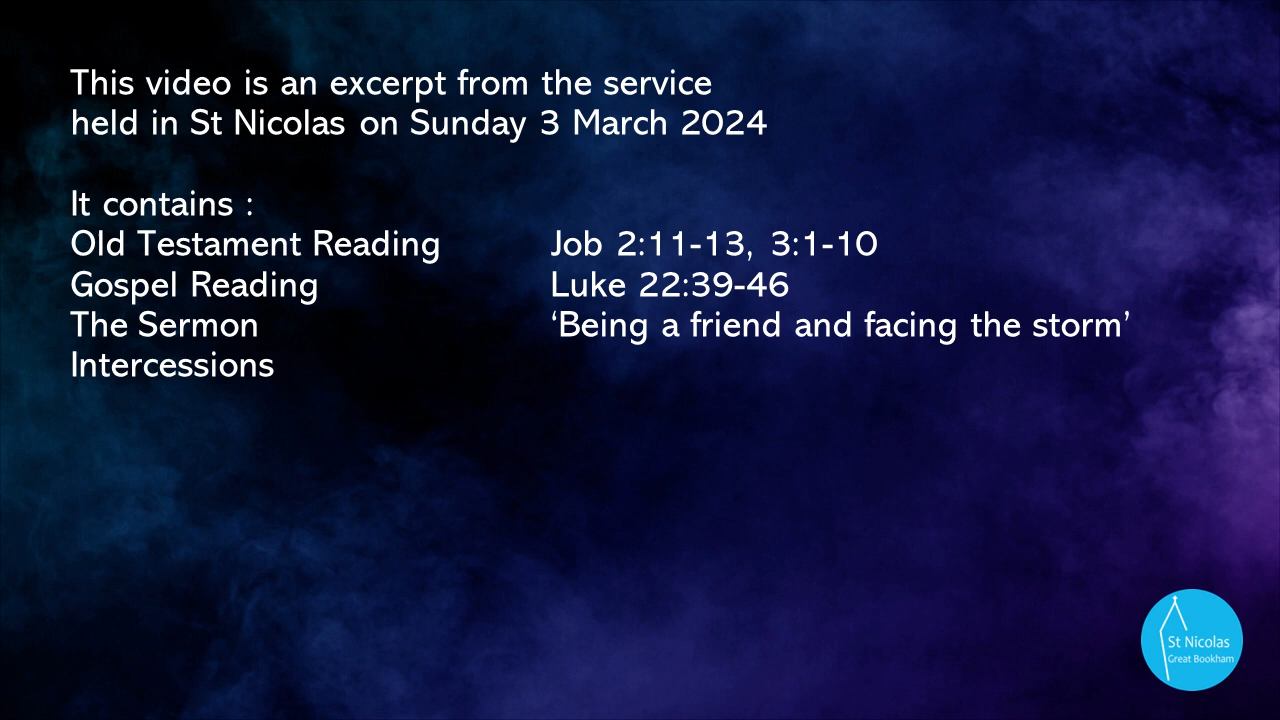 This video is an excerpt from the service
held in St Nicolas on Sunday 3 March 2024
It contains :
Old Testament Reading Job 2:11-13, 3:1-10
Gospel Reading Luke 22:39-46
The Sermon ‘Being a friend and facing the storm’
Intercessions
St Nicolas
Great Bookham